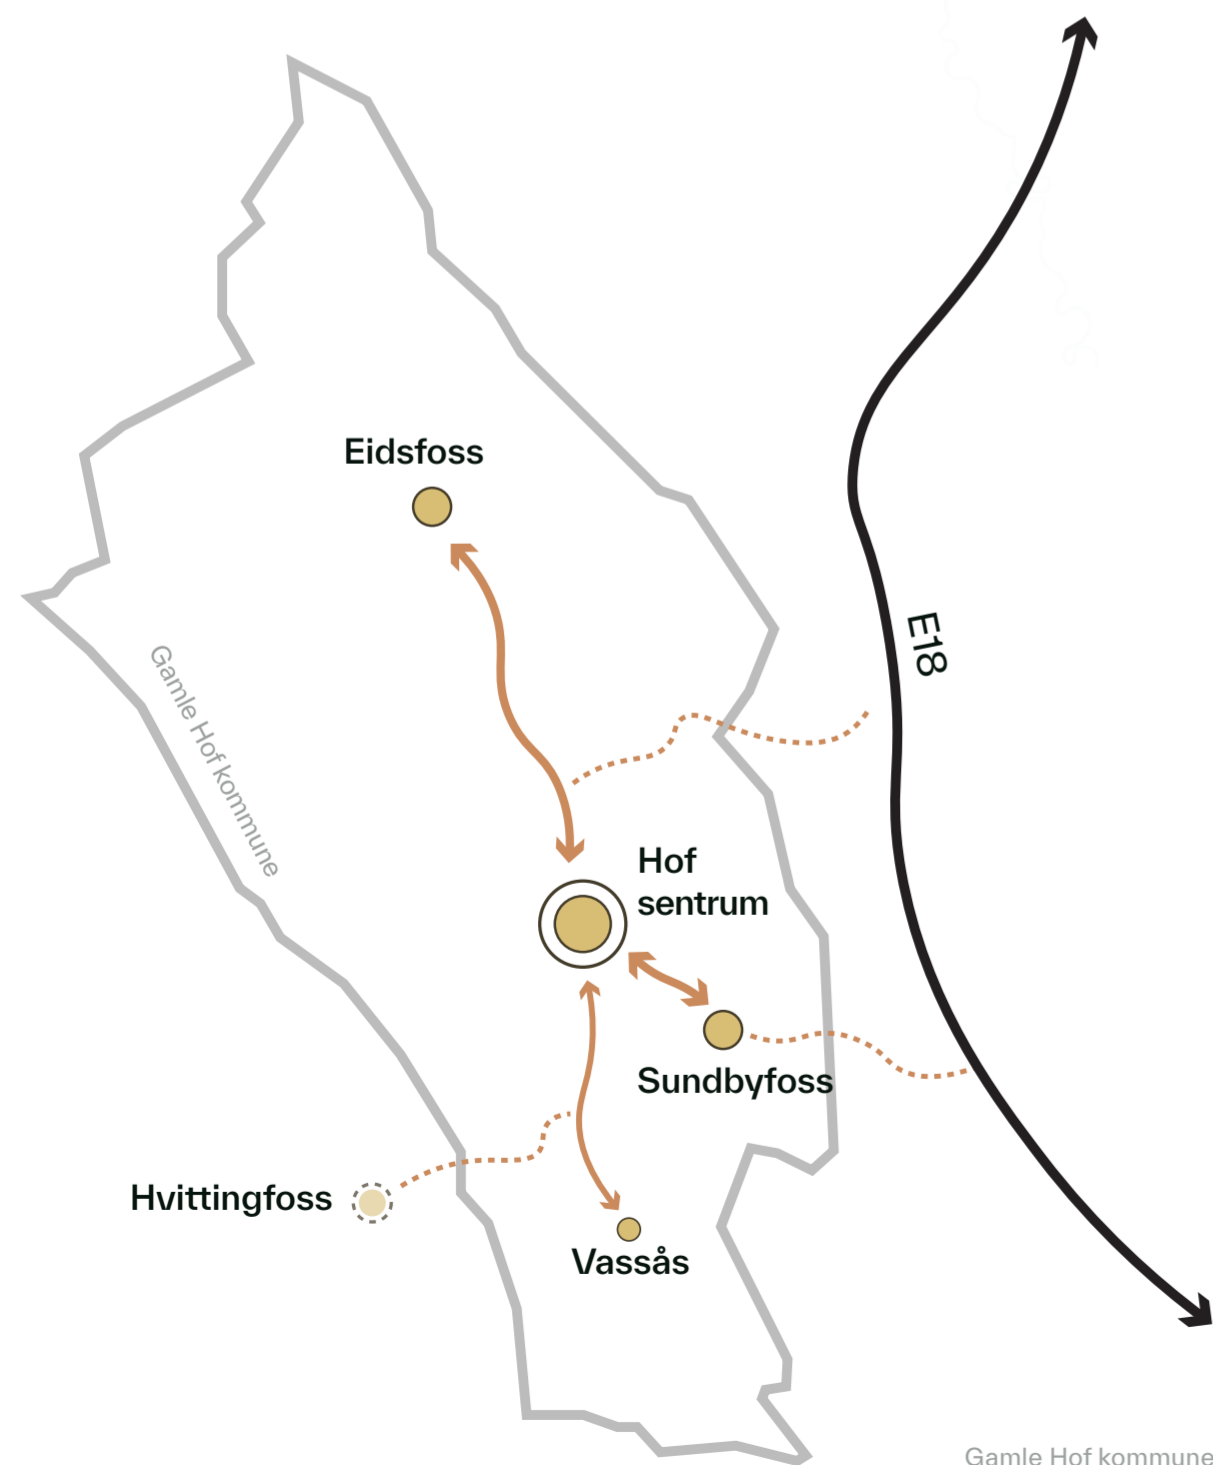 Eidsfoss
E18
Gamle Hof kommune
Hof
sentrum
Sundbyfoss
Hvittingfoss
Vassås
Gamle Hof kommune